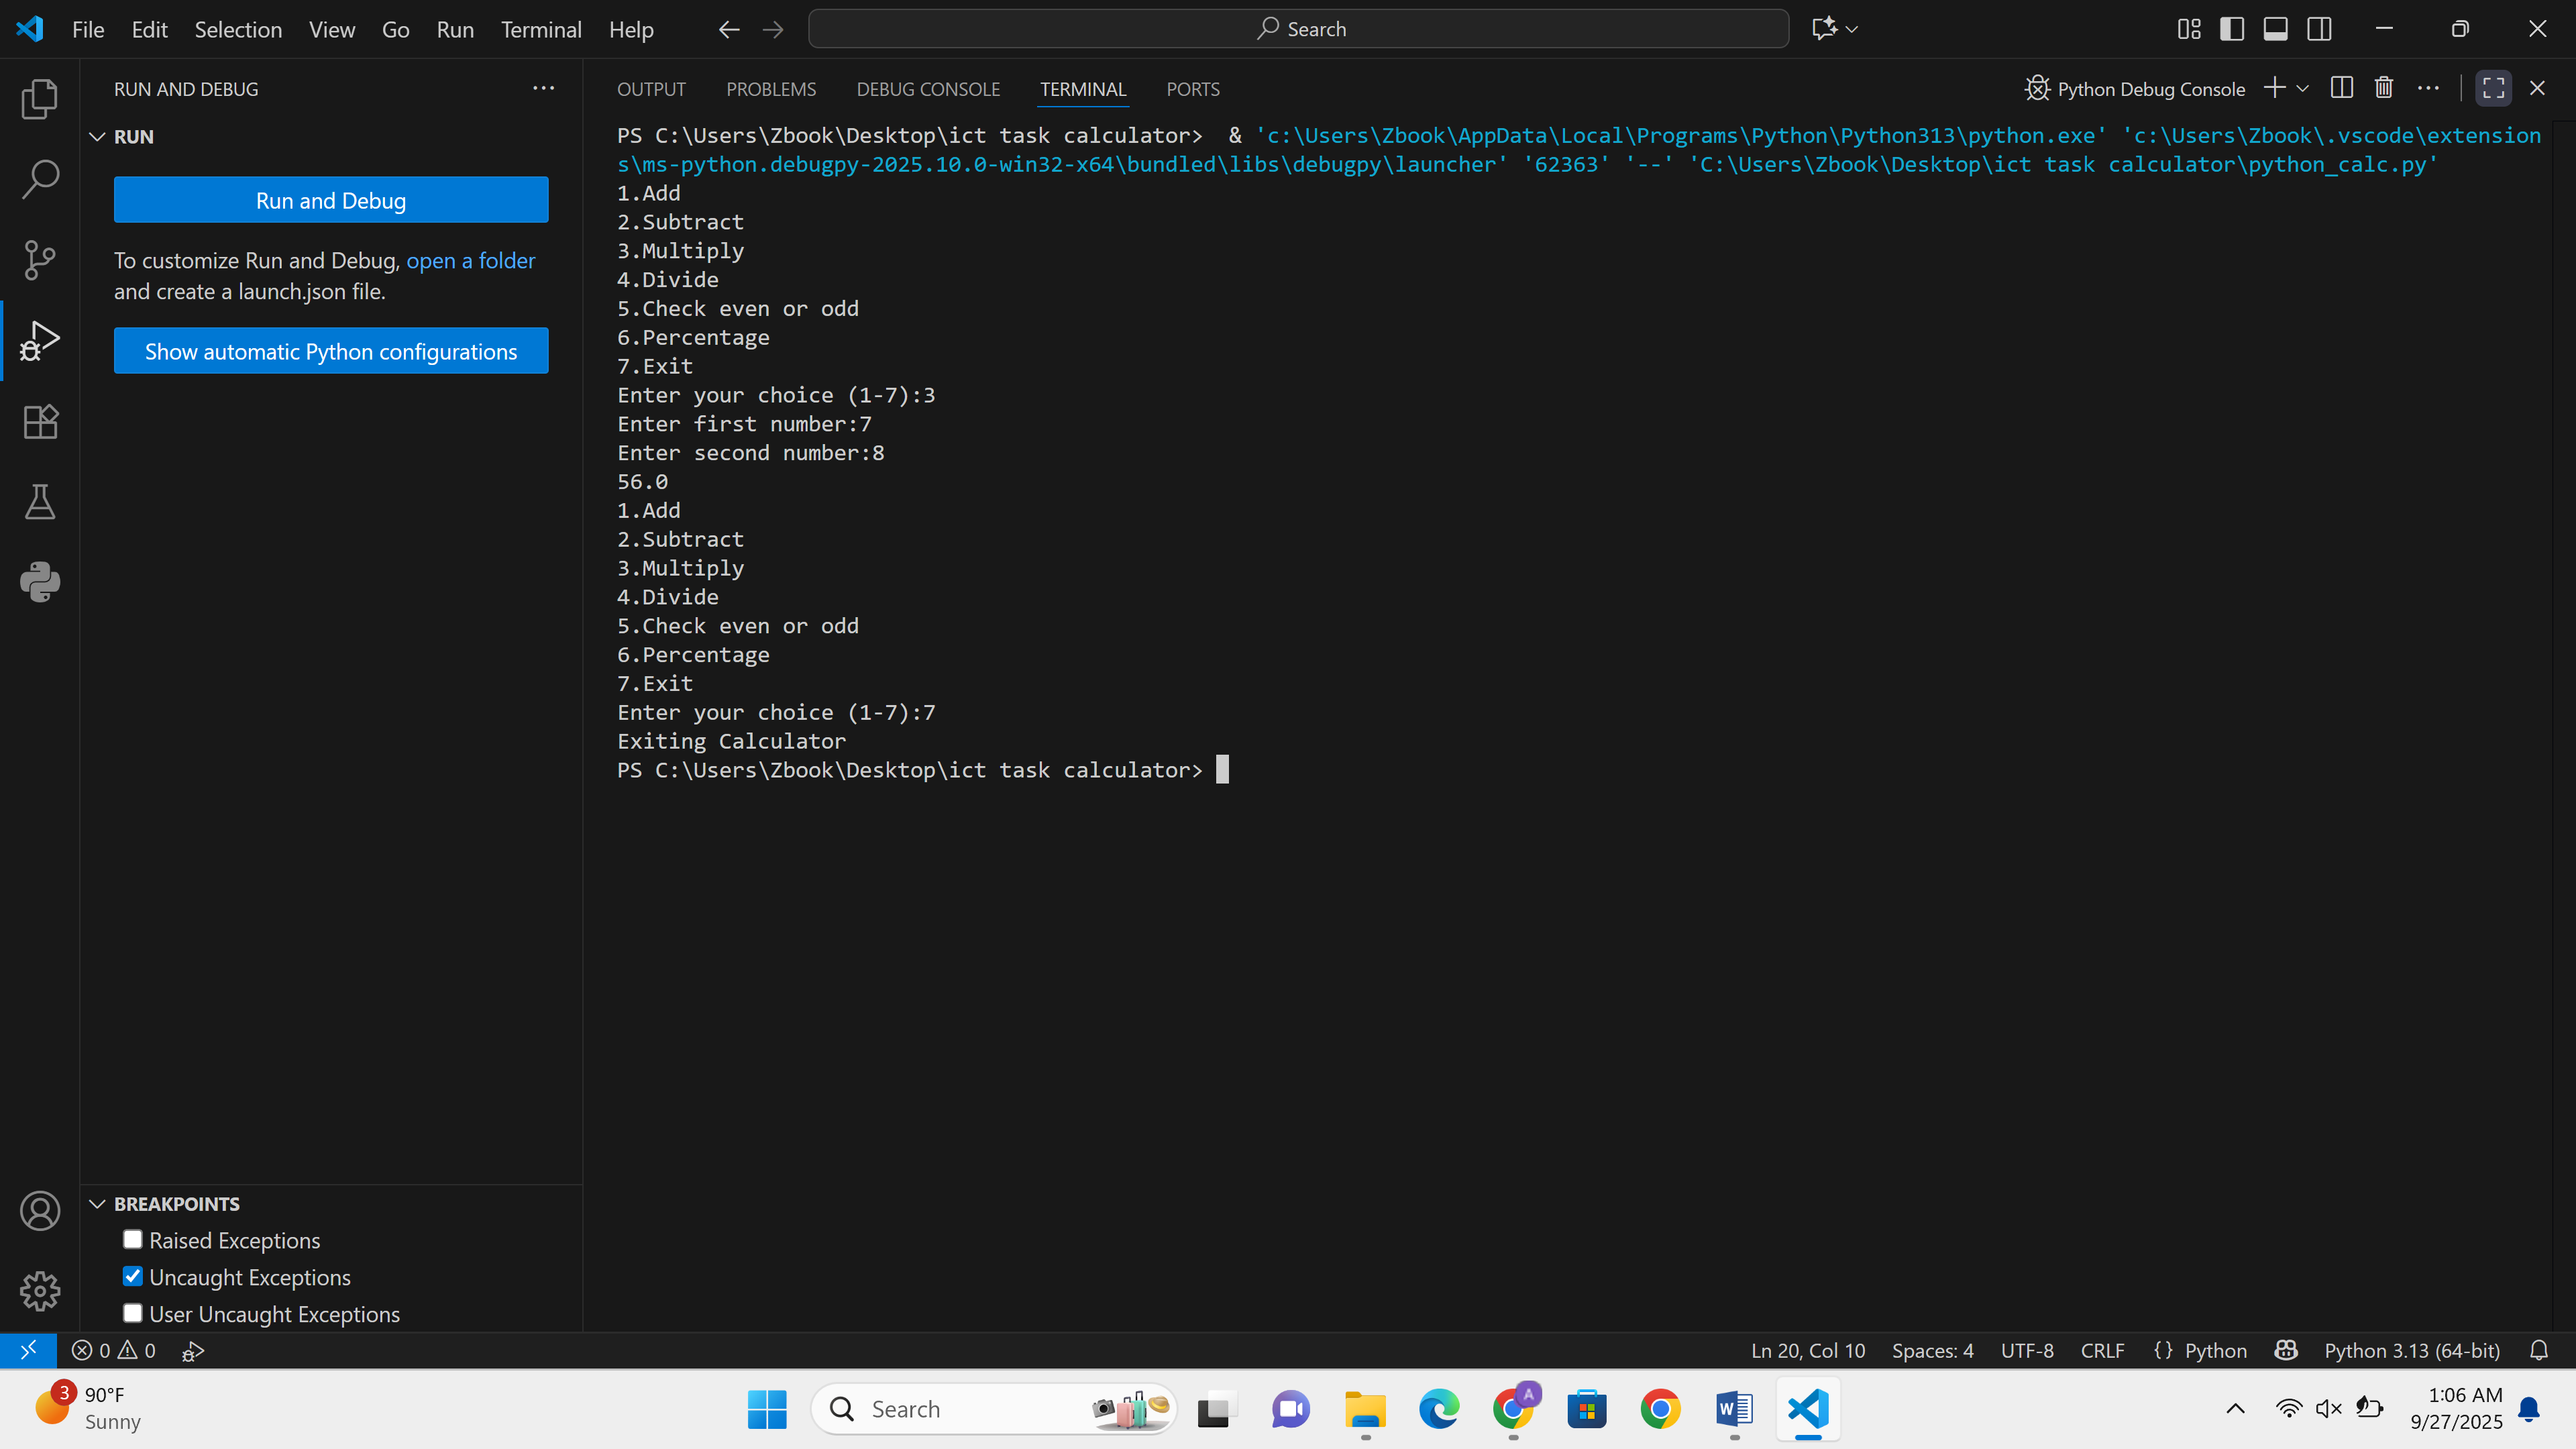 File Edit Selection View Go Run Terminal Help
Search
RUN AND DEBUG
RUN
Run and Debug
To customize Run and Debug, open a folder
and create a launch.json file.
Show automatic Python configurations
OUTPUT PROBLEMS DEBUG CONSOLE TERMINAL PORTS
Python Debug Console
PS C:\Users\Zbook\Desktop\ict task calculator>  & 'c:\Users\Zbook\AppData\Local\Programs\Python\Python313\python.exe' 'c:\Users\Zbook\.vscode\extension
s\ms-python.debugpy-2025.10.0-win32-x64\bundled\libs\debugpy\launcher' '62363' '--' 'C:\Users\Zbook\Desktop\ict task calculator\python_calc.py'
1.Add
2.Subtract
3.Multiply
4.Divide
5.Check even or odd
6.Percentage
7.Exit
Enter your choice (1-7):3
Enter first number:7
Enter second number:8
56.0
1.Add
2.Subtract
3.Multiply
4.Divide
5.Check even or odd
6.Percentage
7.Exit
Enter your choice (1-7):7
Exiting Calculator
PS C:\Users\Zbook\Desktop\ict task calculator>
BREAKPOINTS
Raised Exceptions
Uncaught Exceptions
User Uncaught Exceptions
0 0
Ln 20, Col 10 Spaces: 4 UTF-8 CRLF {} Python Python 3.13 (64-bit)
3
90°F
Sunny
Search
A
W
1:06 AM
9/27/2025